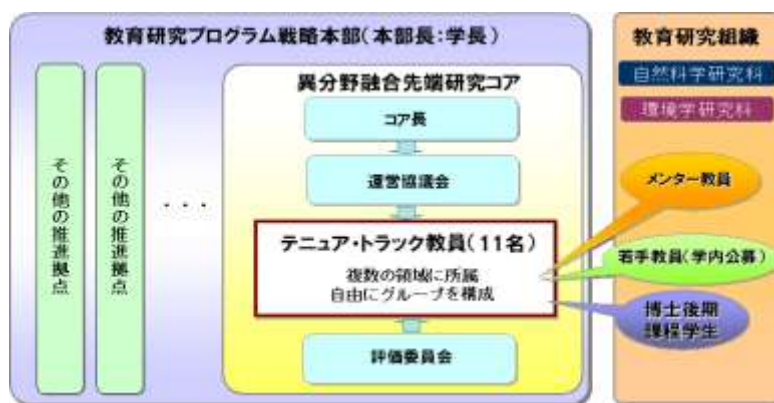 教育研究プログラム戦略本部(本部長:学長)
その他の推進拠点
その他の推進拠点
・・・
異分野融合先端研究コア
コア長
運営協議会
テニュア・トラック教員(11名)
複数の領域に所属
自由にグループを構成
評価委員会
教育研究組織
自然科学研究科
環境学研究科
メンター教員
若手教員(学内公募)
博士後期
課程学生